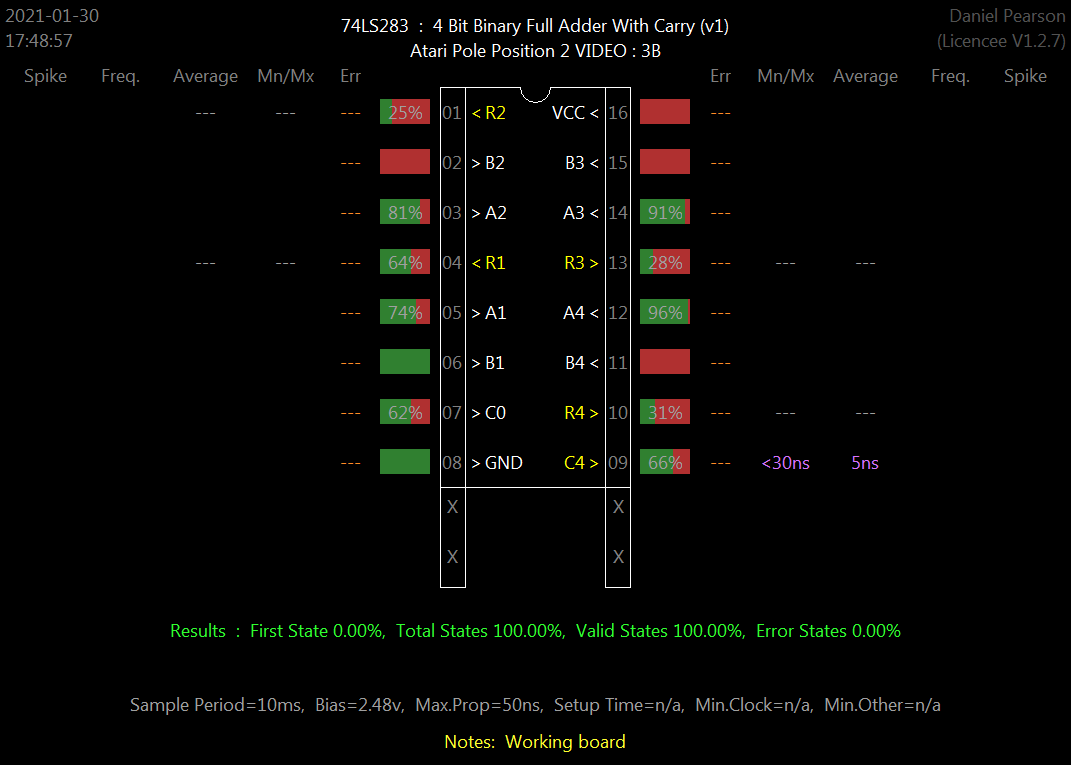 2021-01-30
17:48:57
74LS283 : 4 Bit Binary Full Adder With Carry (v1)
Atari Pole Position 2 VIDEO : 3B
Daniel Pearson
(Licencee V1.2.7)
Spike Freq. Average Mn/Mx Err Err Mn/Mx Average Freq. Spike
--- --- --- 25% 01 < R2 VCC < 16 ---
--- 02 > B2 B3 < 15 ---
--- 81% 03 > A2 A3 < 14 91% ---
--- --- --- 64% 04 < R1 R3 > 13 28% --- --- ---
--- 74% 05 > A1 A4 < 12 96% ---
--- 06 > B1 B4 < 11 ---
--- 62% 07 > C0 R4 > 10 31% --- --- ---
--- 08 > GND C4 > 09 66% --- <30ns 5ns
X X
X X
Results : First State 0.00%, Total States 100.00%, Valid States 100.00%, Error States 0.00%
Sample Period=10ms, Bias=2.48v, Max.Prop=50ns, Setup Time=n/a, Min.Clock=n/a, Min.Other=n/a
Notes: Working board